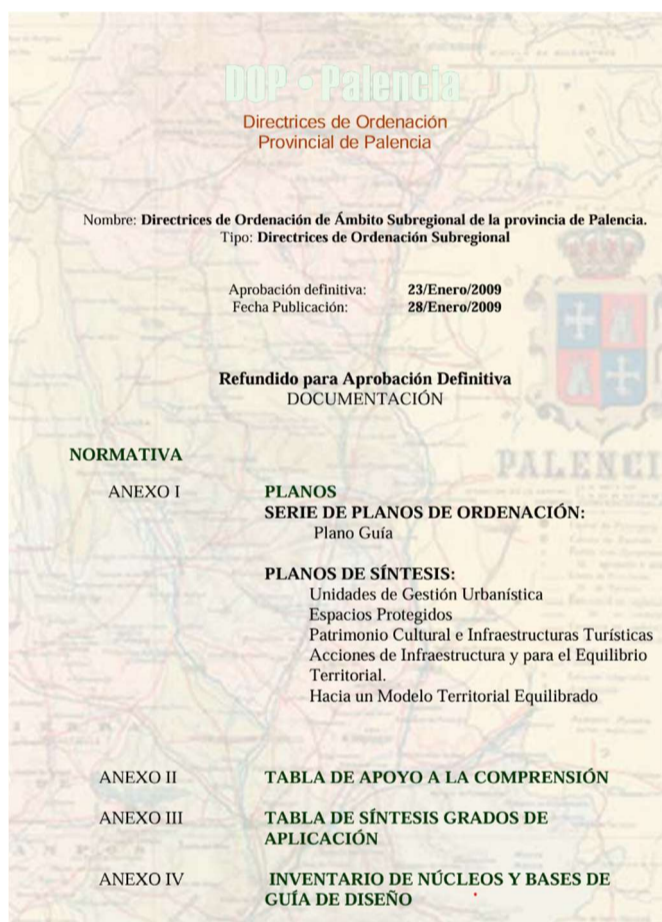 DOP • Palencia
Directrices de Ordenación
Provincial de Palencia
Nombre: Directrices de Ordenación de Ámbito Subregional de la provincia de Palencia.
Tipo: Directrices de Ordenación Subregional
Aprobación definitiva: 23/Enero/2009
Fecha Publicación: 28/Enero/2009
Refundido para Aprobación Definitiva
DOCUMENTACIÓN
PALENCI
NORMATIVA
ANEXO I PLANOS
SERIE DE PLANOS DE ORDENACIÓN:
Plano Guía
PLANOS DE SÍNTESIS:
Unidades de Gestión Urbanística
Espacios Protegidos
Patrimonio Cultural e Infraestructuras Turísticas
Acciones de Infraestructura y para el Equilibrio
Territorial.
Hacia un Modelo Territorial Equilibrado
ANEXO II TABLA DE APOYO A LA COMPRENSIÓN
ANEXO III TABLA DE SÍNTESIS GRADOS DE
APLICACIÓN
ANEXO IV INVENTARIO DE NÚCLEOS Y BASES DE
GUÍA DE DISEÑO